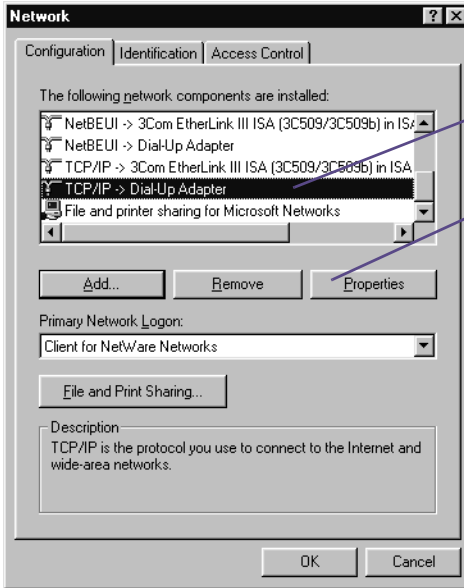 Network
Configuration Identification Access Control
The following network components are installed:
NetBEUI -> 3Com EtherLink III ISA (3C509/3C509b) in ISA
NetBEUI -> Dial-Up Adapter
TCP/IP -> 3Com EtherLink III ISA (3C509/3C509b) in ISA
TCP/IP -> Dial-Up Adapter
File and printer sharing for Microsoft Networks
Add... Remove Properties
Primary Network Logon:
Client for NetWare Networks
File and Print Sharing...
Description
TCP/IP is the protocol you use to connect to the Internet and
wide-area networks.
OK Cancel